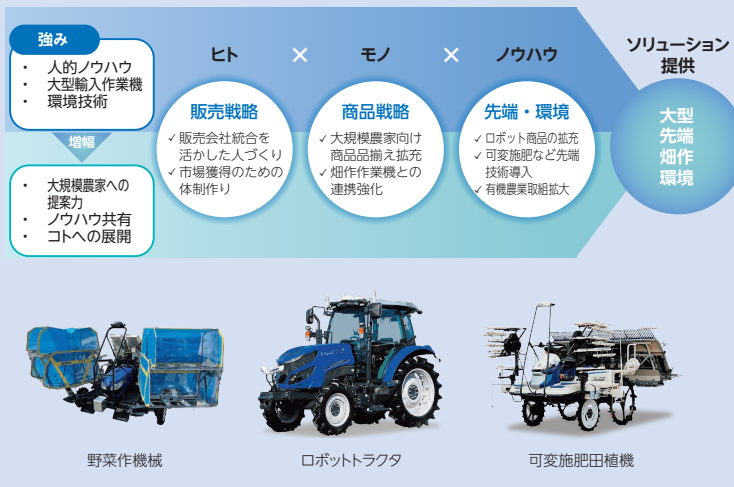 強み
・ 人的ノウハウ
・ 大型輸入作業機
・ 環境技術
増幅
・ 大規模農家への
提案力
・ ノウハウ共有
・ コトへの展開
ヒト × モノ × ノウハウ
販売戦略
✓販売会社統合を
活かした人づくり
✓市場獲得のための
体制作り
商品戦略
✓大規模農家向け
商品品揃え拡充
✓畑作作業機との
連携強化
先端・環境
✓ロボット商品の拡充
✓可変施肥など先端
技術導入
✓有機農業取組拡大
ソリューション
提供
大型
先端
畑作
環境
野菜作機械
ロボットトラクタ
可変施肥田植機